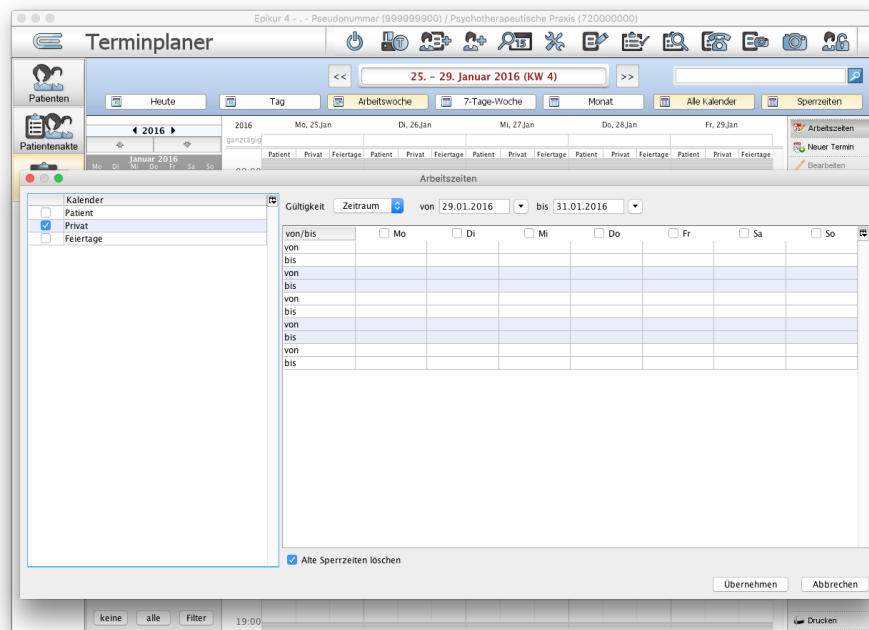 Epikur 4 - . - Pseudonummer (999999900) / Psychotherapeutische Praxis (720000000)
Terminplaner
Patienten
Patientenakte
<< 25. – 29. Januar 2016 (KW 4) >>
Heute Tag Arbeitswoche 7-Tage-Woche Monat Alle Kalender Sperrzeiten
2016
Januar 2016
Mo Di Mi Do Fr Sa So
2016 Mo, 25.Jan Di, 26.Jan Mi, 27.Jan Do, 28.Jan Fr, 29.Jan
ganztägig
Patient Privat Feiertage Patient Privat Feiertage Patient Privat Feiertage Patient Privat Feiertage Patient Privat Feiertage
Arbeitszeiten
Neuer Termin
Bearbeiten
Arbeitszeiten
Kalender
Patient
Privat
Feiertage
Gültigkeit Zeitraum von 29.01.2016 bis 31.01.2016
von/bis Mo Di Mi Do Fr Sa So
von
bis
von
bis
von
bis
von
bis
von
bis
Alte Sperrzeiten löschen
Übernehmen Abbrechen
keine alle Filter
19:00
Drucken